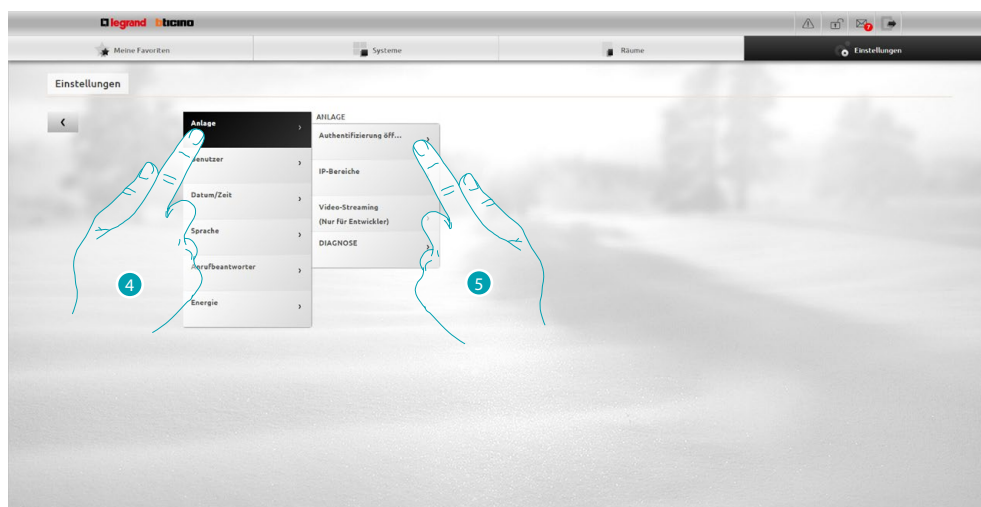 legrand bticino
7
Meine Favoriten
Systeme
Räume
Einstellungen
Einstellungen
Anlage
Benutzer
Datum/Zeit
Sprache
Anrufbeantworter
Energie
ANLAGE
Authentifizierung öff...
IP-Bereiche
Video-Streaming
(Nur für Entwickler)
DIAGNOSE
4
5